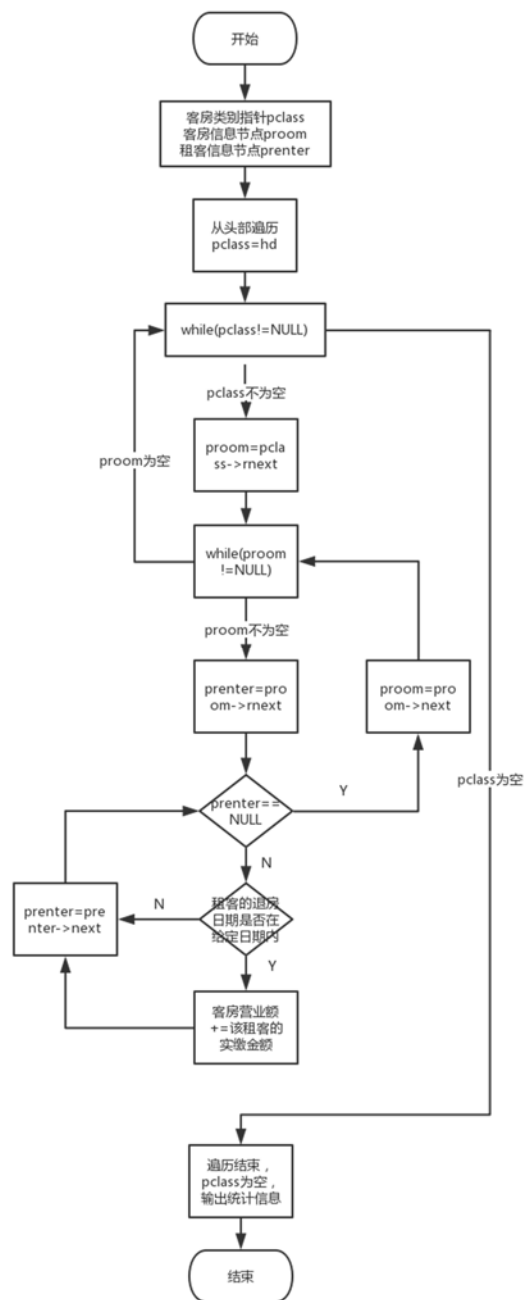 开始
客房类别指针pclass
客房信息节点proom
租客信息节点prenter
从头部遍历
pclass=hd
while(pclass!=NULL)
pclass不为空
proom=pcla
ss->rnext
proom为空
while(proom
!=NULL)
proom不为空
prenter=pro
om->rnext
proom=pro
om->next
pclass为空
prenter==
NULL
Y
N
租客的退房
日期是否在
给定日期内
N
prenter=pre
nter->next
Y
客房营业额
+=该租客的
实缴金额
遍历结束，
pclass为空，
输出统计信息
结束